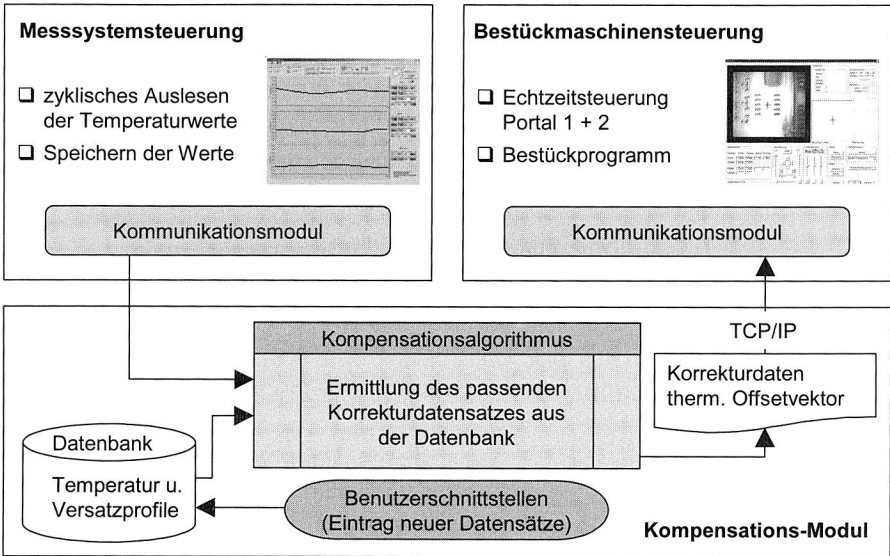 Messsystemsteuerung
❑ zyklisches Auslesen
der Temperaturwerte
❑ Speichern der Werte
Kommunikationsmodul
Bestückmaschinensteuerung
❑ Echtzeitsteuerung
Portal 1 + 2
❑ Bestückprogramm
Kommunikationsmodul
Kompensationsalgorithmus
Ermittlung des passenden
Korrekturdatensatzes aus
der Datenbank
TCP/IP
Korrekturdaten
therm. Offsetvektor
Datenbank
Temperatur u.
Versatzprofile
Benutzerschnittstellen
(Eintrag neuer Datensätze)
Kompensations-Modul